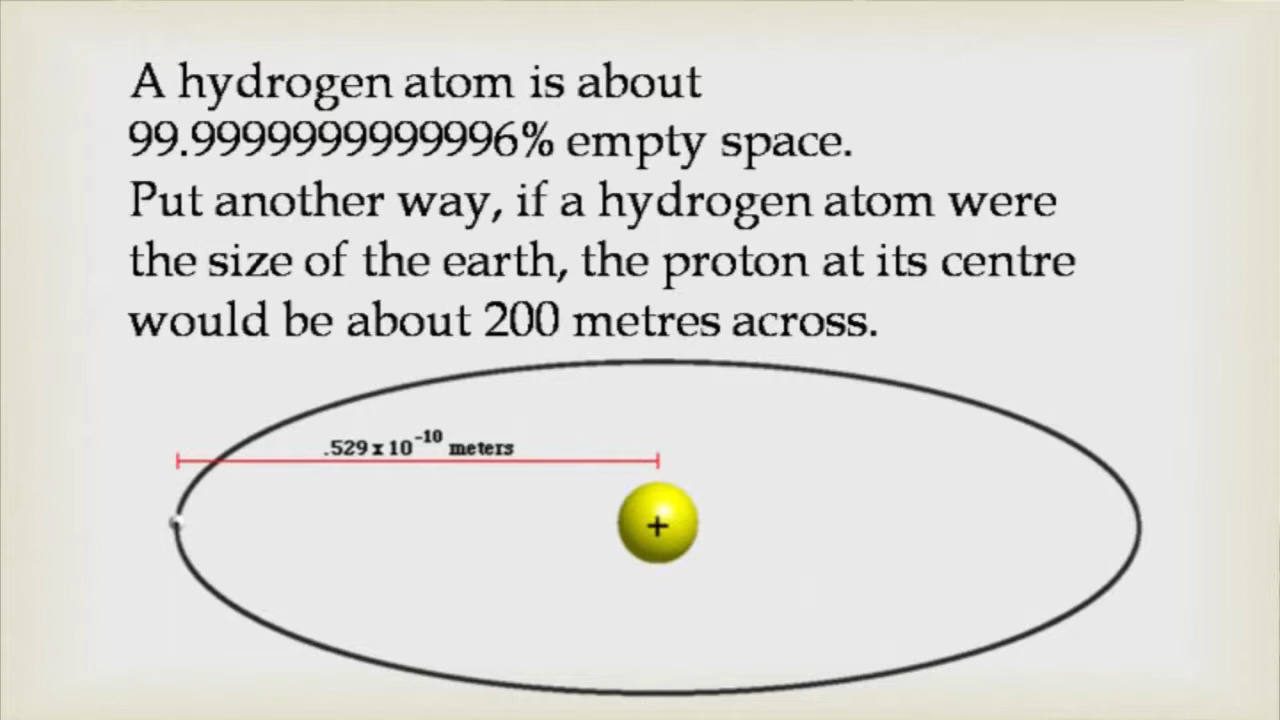 A hydrogen atom is about
99.9999999999996% empty space.
Put another way, if a hydrogen atom were
the size of the earth, the proton at its centre
would be about 200 metres across.
.529 x 10⁻¹⁰ meters
+